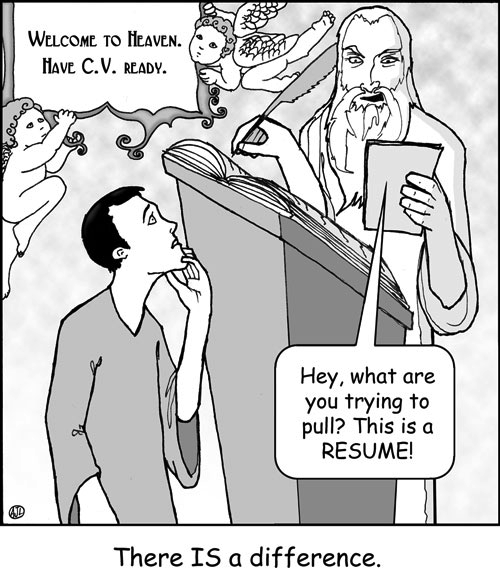 Welcome to Heaven.
Have C.V. ready.
Hey, what are
you trying to
pull? This is a
RESUME!
There IS a difference.